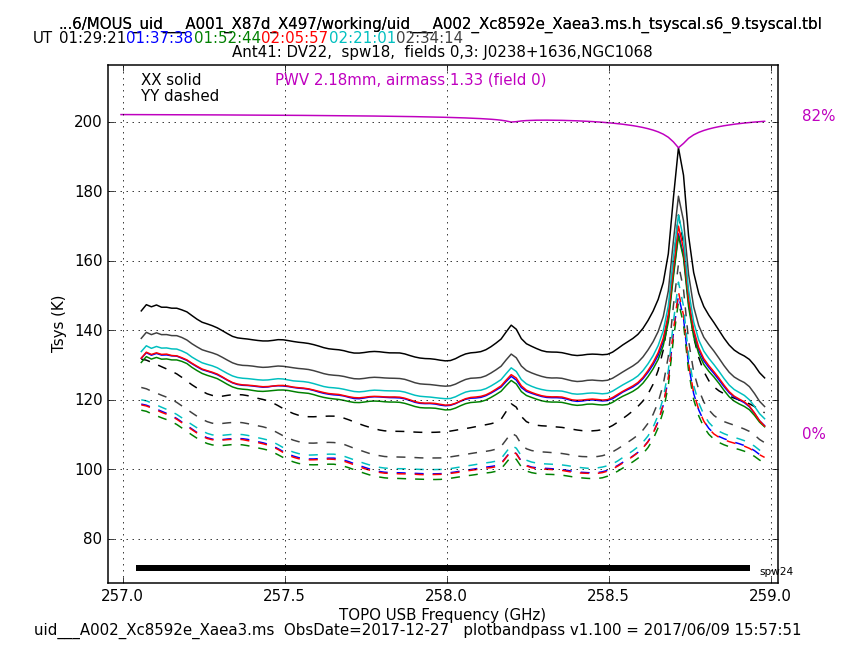 ...6/MOUS_uid___A001_X87d_X497/working/uid___A002_Xc8592e_Xaea3.ms.h_tsyscal.s6_9.tsyscal.tbl
UT 01:29:21 01:37:38 01:52:44 02:05:57 02:21:01 02:34:14
Ant41: DV22, spw18, fields 0,3: J0238+1636,NGC1068
XX solid
PWV 2.18mm, airmass 1.33 (field 0)
YY dashed
82%
0%
200
180
160
140
120
100
80
Tsys (K)
spw24
257.0 257.5 258.0 258.5 259.0
TOPO USB Frequency (GHz)
uid___A002_Xc8592e_Xaea3.ms ObsDate=2017-12-27 plotbandpass v1.100 = 2017/06/09 15:57:51